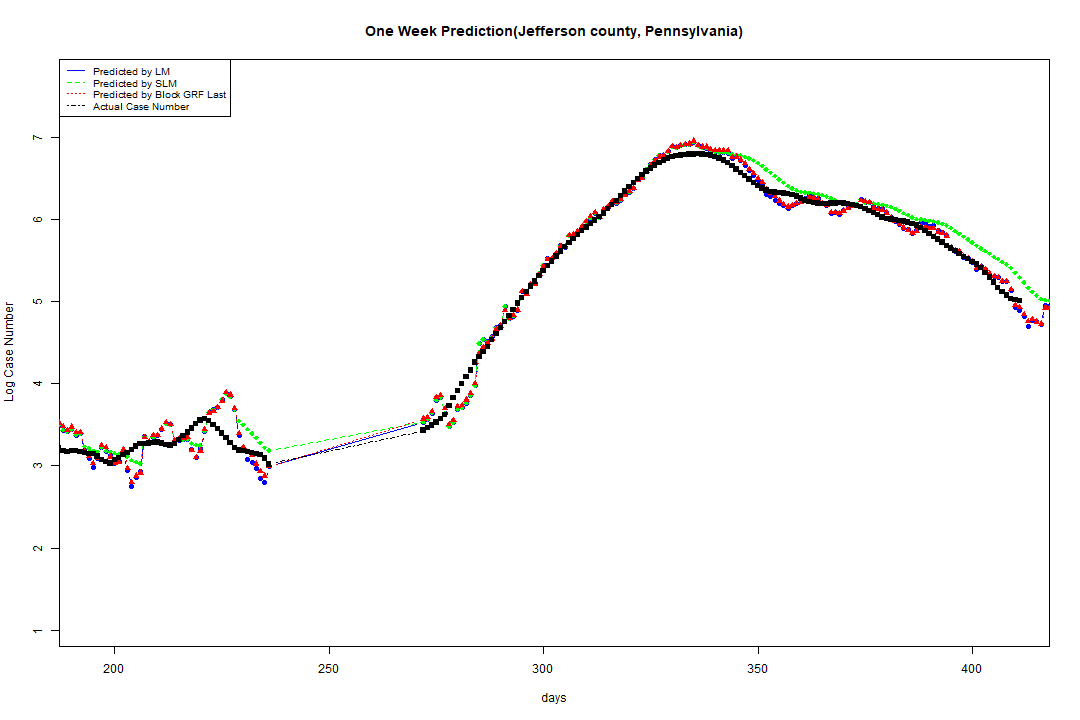 One Week Prediction(Jefferson county, Pennsylvania)
Predicted by LM
Predicted by SLM
Predicted by Block GRF Last
Actual Case Number
Log Case Number
7
6
5
4
3
2
1
200
250
300
350
400
days